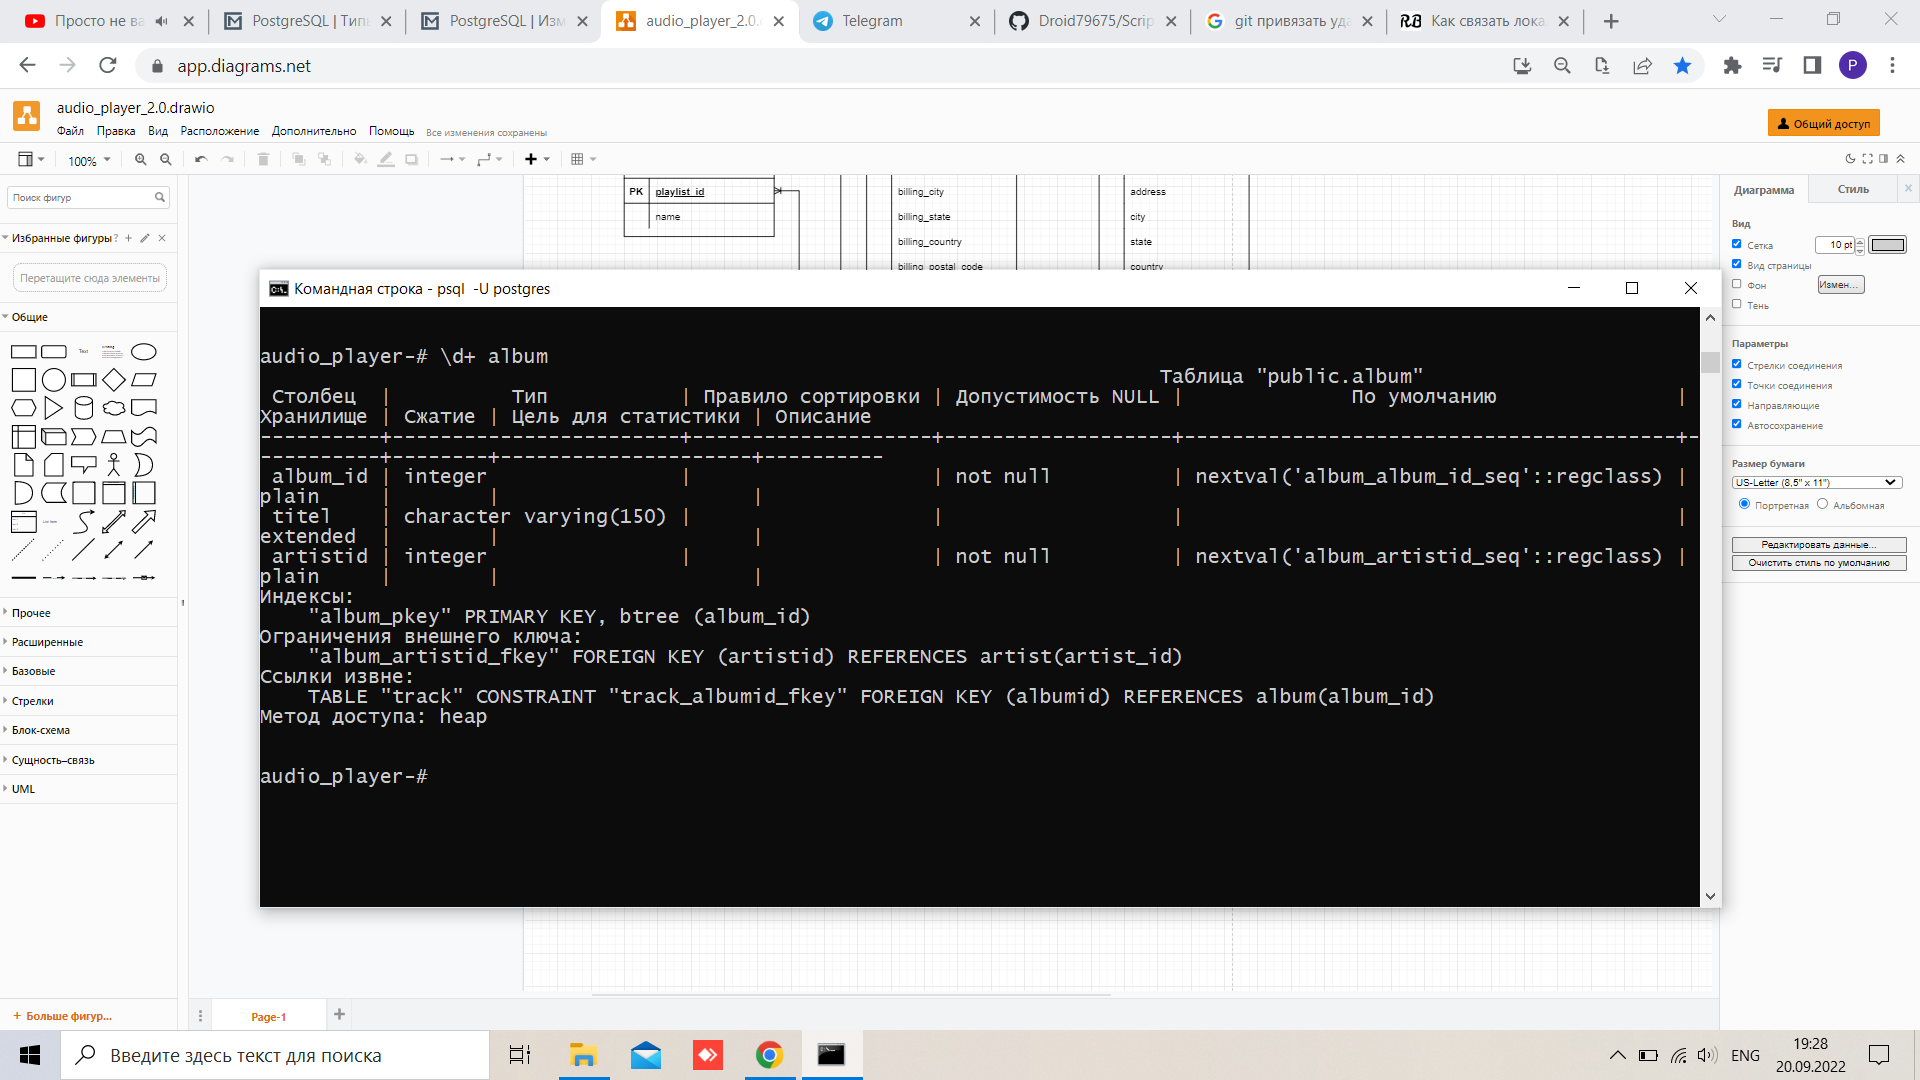 Просто не ва
PostgreSQL | Типы
PostgreSQL | Изм
audio_player_2.0.
Telegram
Droid79675/Scrip
git привязать уда
RB Как связать лока
app.diagrams.net
P
audio_player_2.0.drawio
Файл Правка Вид Расположение Дополнительно Помощь Все изменения сохранены
Общий доступ
100%
Поиск фигур
Избранные фигуры ?
Перетащите сюда элементы
Общие
Text
List Item
Прочее
Расширенные
Базовые
Стрелки
Блок-схема
Сущность–связь
UML
+ Больше фигур...
PK playlist_id
name
billing_city
billing_state
billing_country
billing_postal_code
address
city
state
country
Командная строка - psql -U postgres
audio_player-# \d+ album
Таблица "public.album"
Столбец | Тип | Правило сортировки | Допустимость NULL | По умолчанию |
Хранилище | Сжатие | Цель для статистики | Описание
----------+------------------------+--------------------+-------------------+-----------------------------------------+-
----------+--------+---------------------+----------
album_id | integer | | not null | nextval('album_album_id_seq'::regclass) |
plain | | |
titel | character varying(150) | | | |
extended | | |
artistid | integer | | not null | nextval('album_artistid_seq'::regclass) |
plain | | |
Индексы:
"album_pkey" PRIMARY KEY, btree (album_id)
Ограничения внешнего ключа:
"album_artistid_fkey" FOREIGN KEY (artistid) REFERENCES artist(artist_id)
Ссылки извне:
TABLE "track" CONSTRAINT "track_albumid_fkey" FOREIGN KEY (albumid) REFERENCES album(album_id)
Метод доступа: heap
audio_player-#
Диаграмма Стиль
Вид
Сетка 10 pt
Вид страницы
Фон Измен...
Тень
Параметры
Стрелки соединения
Точки соединения
Направляющие
Автосохранение
Размер бумаги
US-Letter (8,5" x 11")
Портретная Альбомная
Редактировать данные...
Очистить стиль по умолчанию
Page-1
Введите здесь текст для поиска
ENG
19:28
20.09.2022